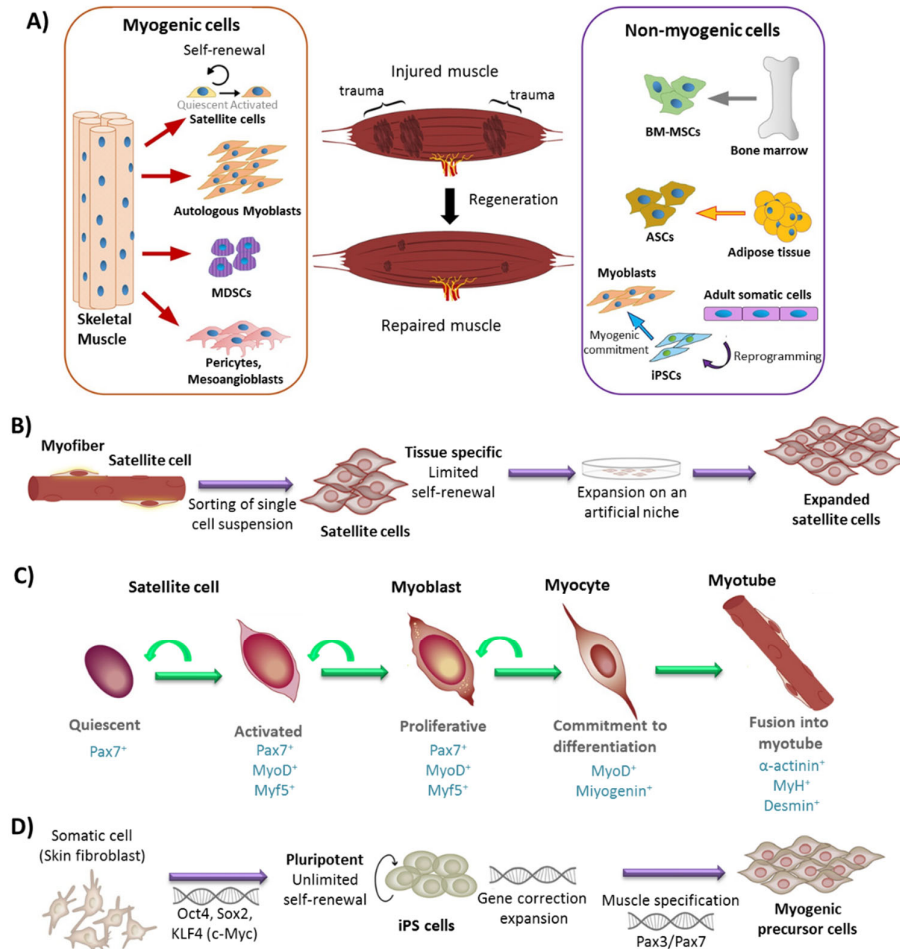 A)
Myogenic cells
Self-renewal
Quiescent Activated
Satellite cells
Autologous Myoblasts
MDSCs
Skeletal
Muscle
Pericytes,
Mesoangioblasts
Injured muscle
trauma
trauma
Regeneration
Repaired muscle
Non-myogenic cells
BM-MSCs
Bone marrow
ASCs
Adipose tissue
Myoblasts
Adult somatic cells
Myogenic
commitment
iPSCs
Reprogramming
B)
Myofiber
Satellite cell
Sorting of single
cell suspension
Satellite cells
Tissue specific
Limited
self-renewal
Expansion on an
artificial niche
Expanded
satellite cells
C)
Satellite cell
Myoblast
Myocyte
Myotube
Quiescent
Pax7⁺
Activated
Pax7⁺
MyoD⁺
Myf5⁺
Proliferative
Pax7⁺
MyoD⁺
Myf5⁺
Commitment to
differentiation
MyoD⁺
Miyogenin⁺
Fusion into
myotube
α-actinin⁺
MyH⁺
Desmin⁺
D)
Somatic cell
(Skin fibroblast)
Oct4, Sox2,
KLF4 (c-Myc)
Pluripotent
Unlimited
self-renewal
iPS cells
Gene correction
expansion
Muscle specification
Pax3/Pax7
Myogenic
precursor cells